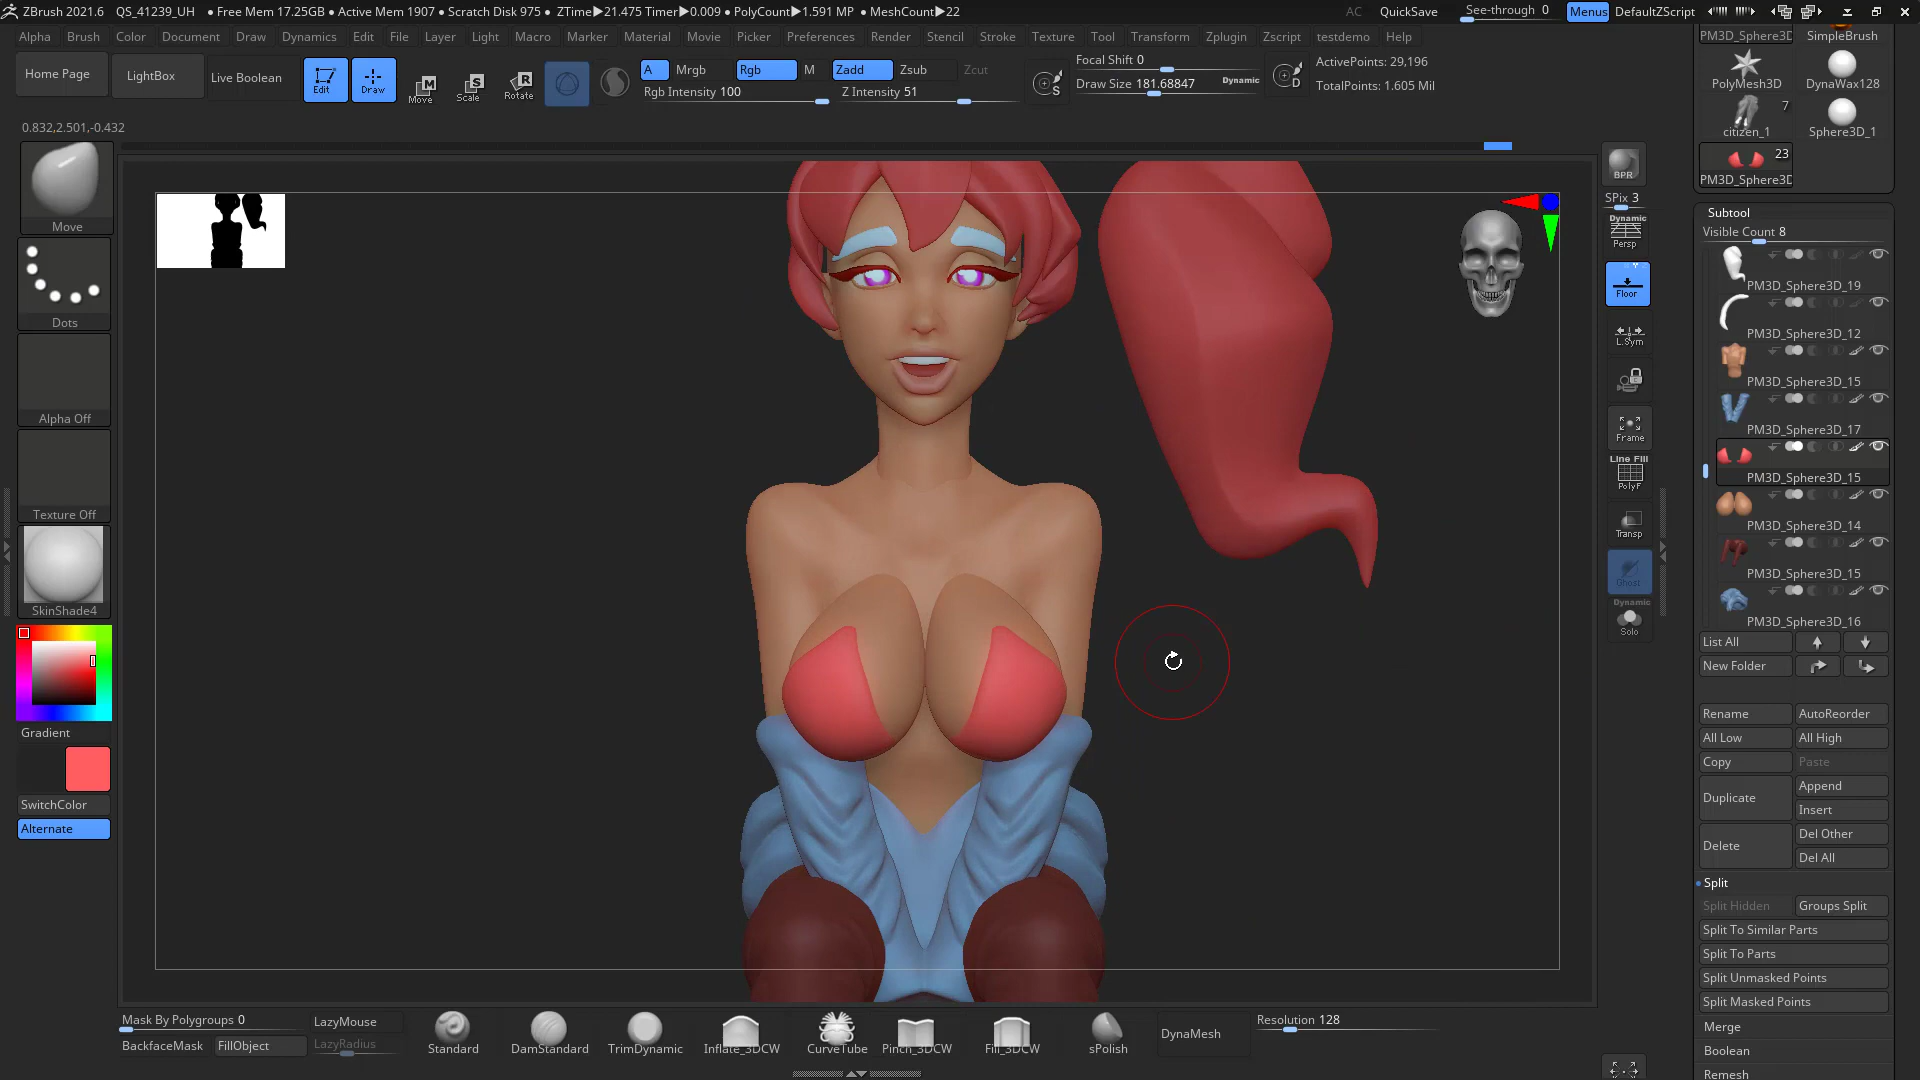 ZBrush 2021.6 QS_41239_UH ● Free Mem 17.25GB ● Active Mem 1907 ● Scratch Disk 975 ● ZTime▶21.475 Timer▶0.009 ● PolyCount▶1.591 MP ● MeshCount▶22 AC QuickSave See-through 0 Menus DefaultZScript
Alpha Brush Color Document Draw Dynamics Edit File Layer Light Macro Marker Material Movie Picker Preferences Render Stencil Stroke Texture Tool Transform Zplugin Zscript testdemo Help
Home Page LightBox Live Boolean Edit Draw Move Scale Rotate
A Mrgb Rgb M Zadd Zsub Zcut
Rgb Intensity 100 Z Intensity 51
Focal Shift 0
Draw Size 181.68847 Dynamic
ActivePoints: 29,196
TotalPoints: 1.605 Mil
0.832,2.501,-0.432
Move
Dots
Alpha Off
Texture Off
SkinShade4
Gradient
SwitchColor
Alternate
BPR
SPix 3
Dynamic
Persp
Floor
L.Sym
Frame
Line Fill
PolyF
Transp
Ghost
Dynamic
Solo
PM3D_Sphere3D SimpleBrush
PolyMesh3D DynaWax128
7
citizen_1 Sphere3D_1
23
PM3D_Sphere3D
Subtool
Visible Count 8
PM3D_Sphere3D_19
PM3D_Sphere3D_12
PM3D_Sphere3D_15
PM3D_Sphere3D_17
PM3D_Sphere3D_15
PM3D_Sphere3D_14
PM3D_Sphere3D_15
PM3D_Sphere3D_16
List All
New Folder
Rename AutoReorder
All Low All High
Copy Paste
Duplicate Append
Insert
Delete Del Other
Del All
Split
Split Hidden Groups Split
Split To Similar Parts
Split To Parts
Split Unmasked Points
Split Masked Points
Merge
Boolean
Remesh
Mask By Polygroups 0 LazyMouse
BackfaceMask FillObject LazyRadius
Standard DamStandard TrimDynamic Inflate_3DCW CurveTube Pinch_3DCW Fill_3DCW sPolish DynaMesh Resolution 128